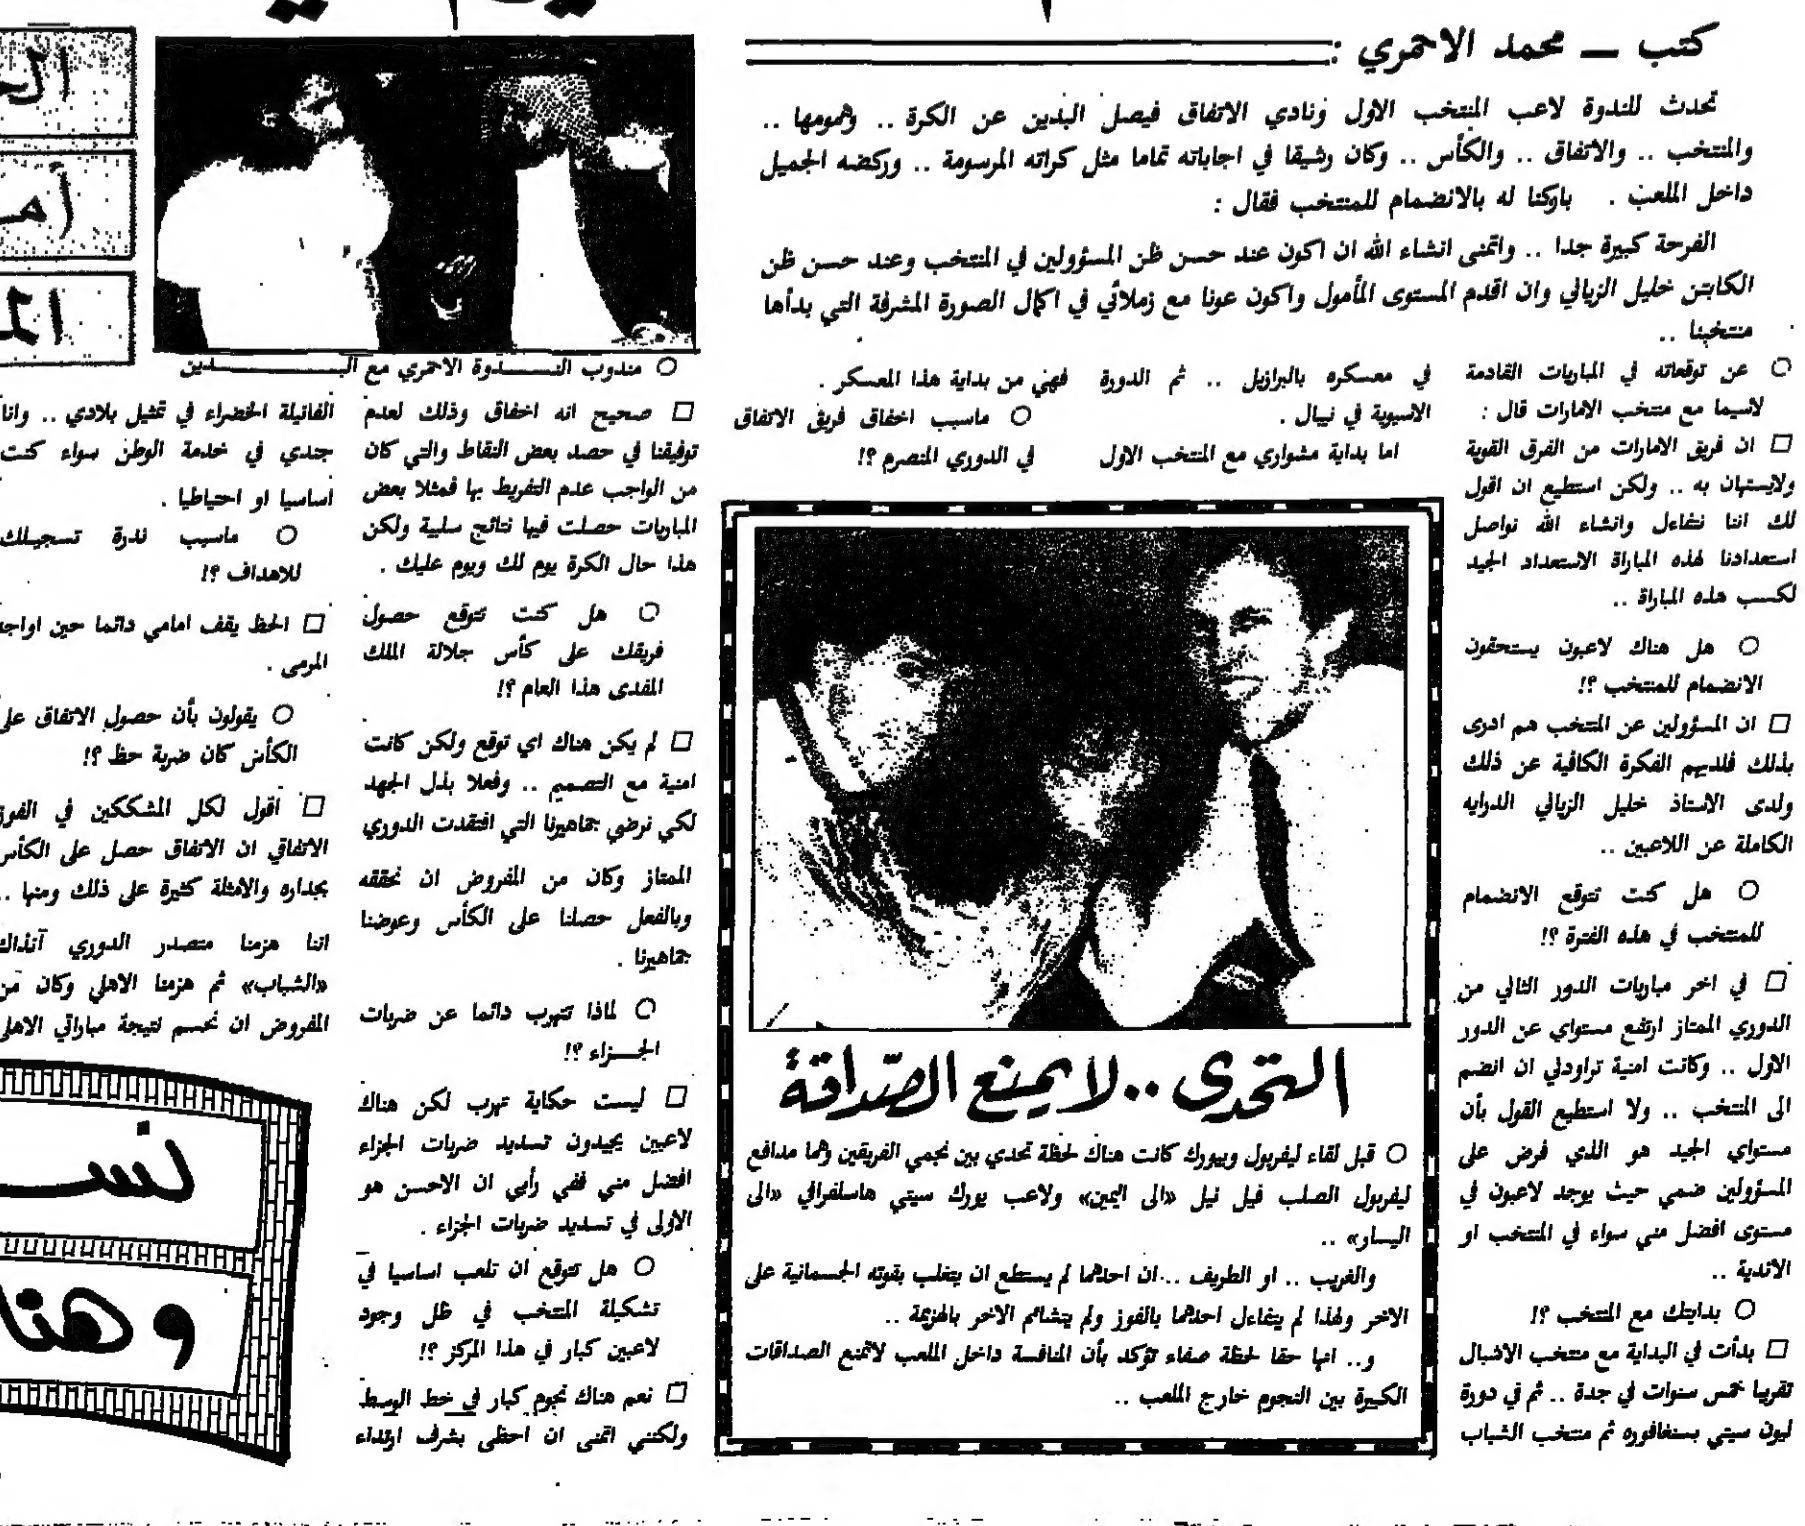 كتب ــ محمد الاحمري :
تحدث للندوة لاعب المنتخب الاول ونادي الاتفاق فيصل البدين عن الكرة .. وهمومها ..
والمنتخب .. والاتفاق .. والكأس .. وكان رشيقا في اجاباته تماما مثل كراته المرسومة .. وركضه الجميل
داخل الملعب . باركنا له بالانضمام للمنتخب فقال :
الفرحة كبيرة جدا .. واتمنى انشاء الله ان اكون عند حسن ظن المسؤولين في المنتخب وعند حسن ظن
الكابتن خليل الزياني وان اقدم المستوى المأمول واكون عونا مع زملائي في اكمال الصورة المشرفة التي بدأها
منتخبنا ..
○ عن توقعاته في المباريات القادمة
لاسيما مع منتخب الامارات قال :
□ ان فريق الامارات من الفرق القوية
ولايستهان به .. ولكن استطيع ان اقول
لك اننا نتفاءل وانشاء الله نواصل
استعدادنا لهذه المباراة الاستعداد الجيد
لكسب هذه المباراة ..
○ هل هناك لاعبون يستحقون
الانضمام للمنتخب ؟!
□ ان المسؤولين عن المنتخب هم ادرى
بذلك فلديهم الفكرة الكافية عن ذلك
ولدى الاستاذ خليل الزياني الدرايه
الكاملة عن اللاعبين ..
○ هل كنت تتوقع الانضمام
للمنتخب في هذه الفترة ؟!
□ في اخر مباريات الدور الثاني من
الدوري الممتاز ارتفع مستواي عن الدور
الاول .. وكانت امنية تراودني ان انضم
الى المنتخب .. ولا استطيع القول بأن
مستواي الجيد هو الذي فرض على
المسؤولين ضمي حيث يوجد لاعبون في
مستوى افضل مني سواء في المنتخب او
الاندية ..
○ بدايتك مع المنتخب ؟!
□ بدأت في البداية مع منتخب الاشبال
تقريبا خمس سنوات في جدة .. ثم في دورة
ليون سيتي بسنغافوره ثم منتخب الشباب
في معسكره بالبرازيل .. ثم الدورة
الاسيوية في نيبال .
اما بداية مشواري مع المنتخب الاول
فهي من بداية هذا المعسكر .
○ ماسبب اخفاق فريق الاتفاق
في الدوري المنصرم ؟!
التحدي .. لا يمنع الصّداقة
○ قبل لقاء ليفربول وبيورك كانت هناك لحظة تحدي بين نجمي الفريقين وهما مدافع
ليفربول الصلب فيل نيل «الى اليمين» ولاعب يورك سيتي هاسلفرافي «الى
اليسار» ..
والغريب .. او الطريف .. ان احدهما لم يستطع ان يتغلب بقوته الجسمانية على
الاخر ولهذا لم يتفاءل احدهما بالفوز ولم يتشائم الاخر بالهزيمة ..
و.. انها حقا لحظة صفاء تؤكد بأن المنافسة داخل الملعب لاتمنع الصداقات
الكبيرة بين النجوم خارج الملعب ..
○ مندوب النــــدوة الاحمري مع البــــــــدين
□ صحيح انه اخفاق وذلك لعدم
توفيقنا في حصد بعض النقاط والتي كان
من الواجب عدم التفريط بها فمثلا بعض
المباريات حصلت فيها نتائج سلبية ولكن
هذا حال الكرة يوم لك ويوم عليك .
○ هل كنت تتوقع حصول
فريقك على كأس جلالة الملك
المفدى هذا العام ؟!
□ لم يكن هناك اي توقع ولكن كانت
امنية مع التصميم .. وفعلا بذل الجهد
لكي نرضي جماهيرنا التي افتقدت الدوري
الممتاز وكان من المفروض ان نحققه
وبالفعل حصلنا على الكأس وعوضنا
جماهيرنا .
○ لماذا تتهرب دائما عن ضربات
الجــزاء ؟!
□ ليست حكاية تهرب لكن هناك
لاعبين يجيدون تسديد ضربات الجزاء
افضل مني ففي رأيي ان الاحسن هو
الاولى في تسديد ضربات الجزاء .
○ هل تتوقع ان تلعب اساسيا في
تشكيلة المنتخب في ظل وجود
لاعبين كبار في هذا المركز ؟!
□ نعم هناك نجوم كبار في خط الوسط
ولكنني اتمنى ان احظى بشرف ارتداء
الفانيلة الخضراء في تمثيل بلادي .. وانا
جندي في خدمة الوطن سواء كنت
اساسيا او احتياطيا .
○ ماسبب ندرة تسجيلك
للاهداف ؟!
□ الحظ يقف امامي دائما حين اواجه
المرمى .
○ يقولون بأن حصول الاتفاق على
الكأس كان ضربة حظ ؟!
□ اقول لكل المشككين في الفوز
الاتفاقي ان الاتفاق حصل على الكأس
بجداره والامثلة كثيرة على ذلك ومنها ..
اننا هزمنا متصدر الدوري آنذاك
«الشباب» ثم هزمنا الاهلي وكان من
المفروض ان نحسم نتيجة مباراتي الاهلي